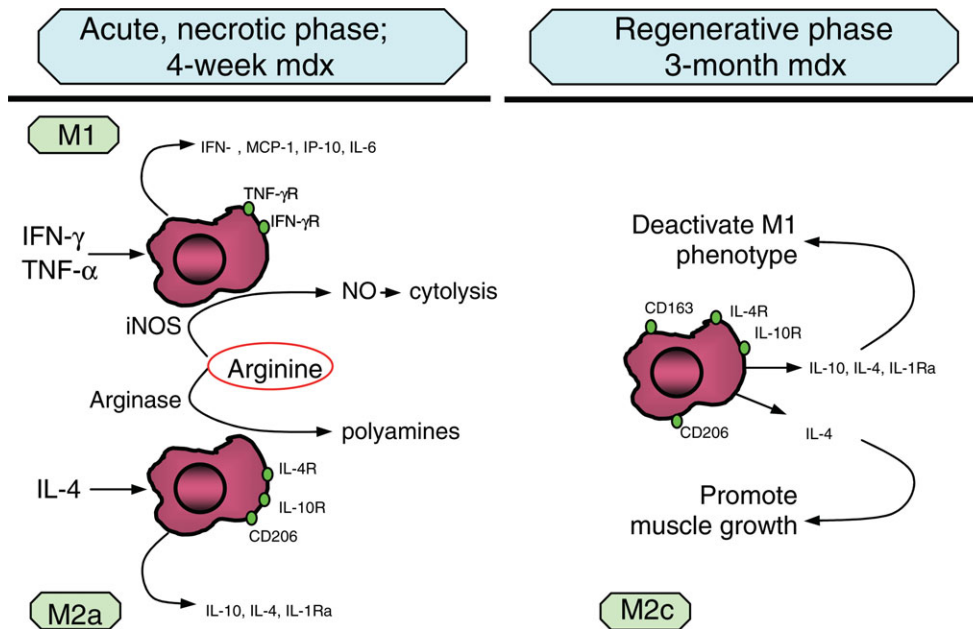 Acute, necrotic phase;
4-week mdx
Regenerative phase
3-month mdx
M1
IFN- , MCP-1, IP-10, IL-6
TNF-γR
IFN-γR
IFN-γ
TNF-α
NO
cytolysis
iNOS
Arginine
Arginase
polyamines
IL-4
IL-4R
IL-10R
CD206
IL-10, IL-4, IL-1Ra
M2a
Deactivate M1
phenotype
CD163
IL-4R
IL-10R
IL-10, IL-4, IL-1Ra
CD206
IL-4
Promote
muscle growth
M2c